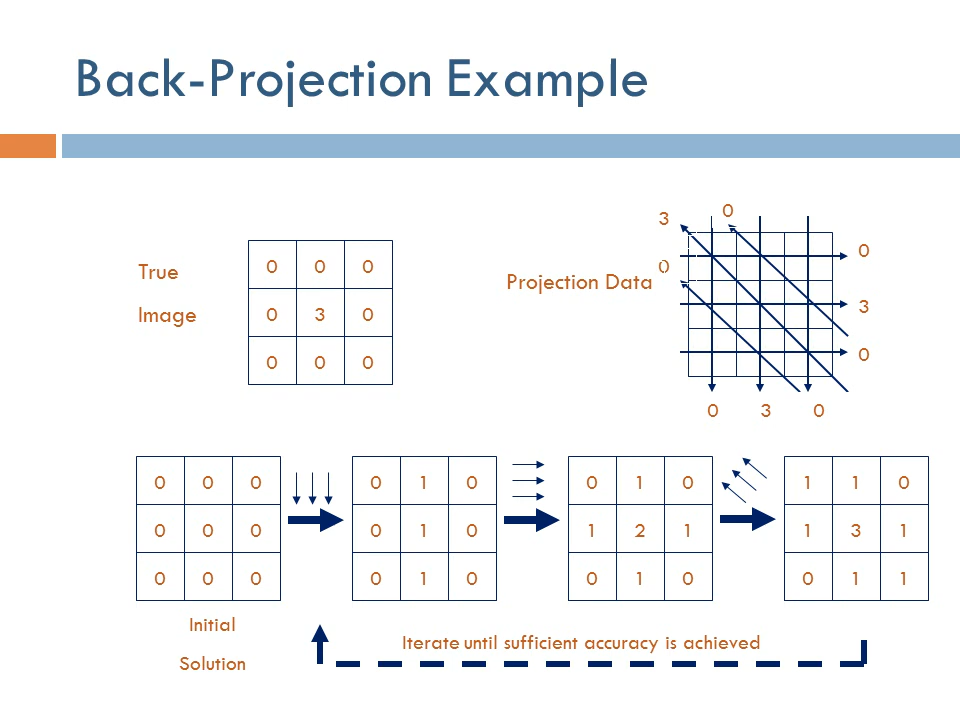 Back-Projection Example
True
Image
0 0 0
0 3 0
0 0 0
Projection Data
3 0
0
0
3
0
0 3 0
0 0 0
0 0 0
0 0 0
0 1 0
0 1 0
0 1 0
0 1 0
1 2 1
0 1 0
1 1 0
1 3 1
0 1 1
Initial
Solution
Iterate until sufficient accuracy is achieved